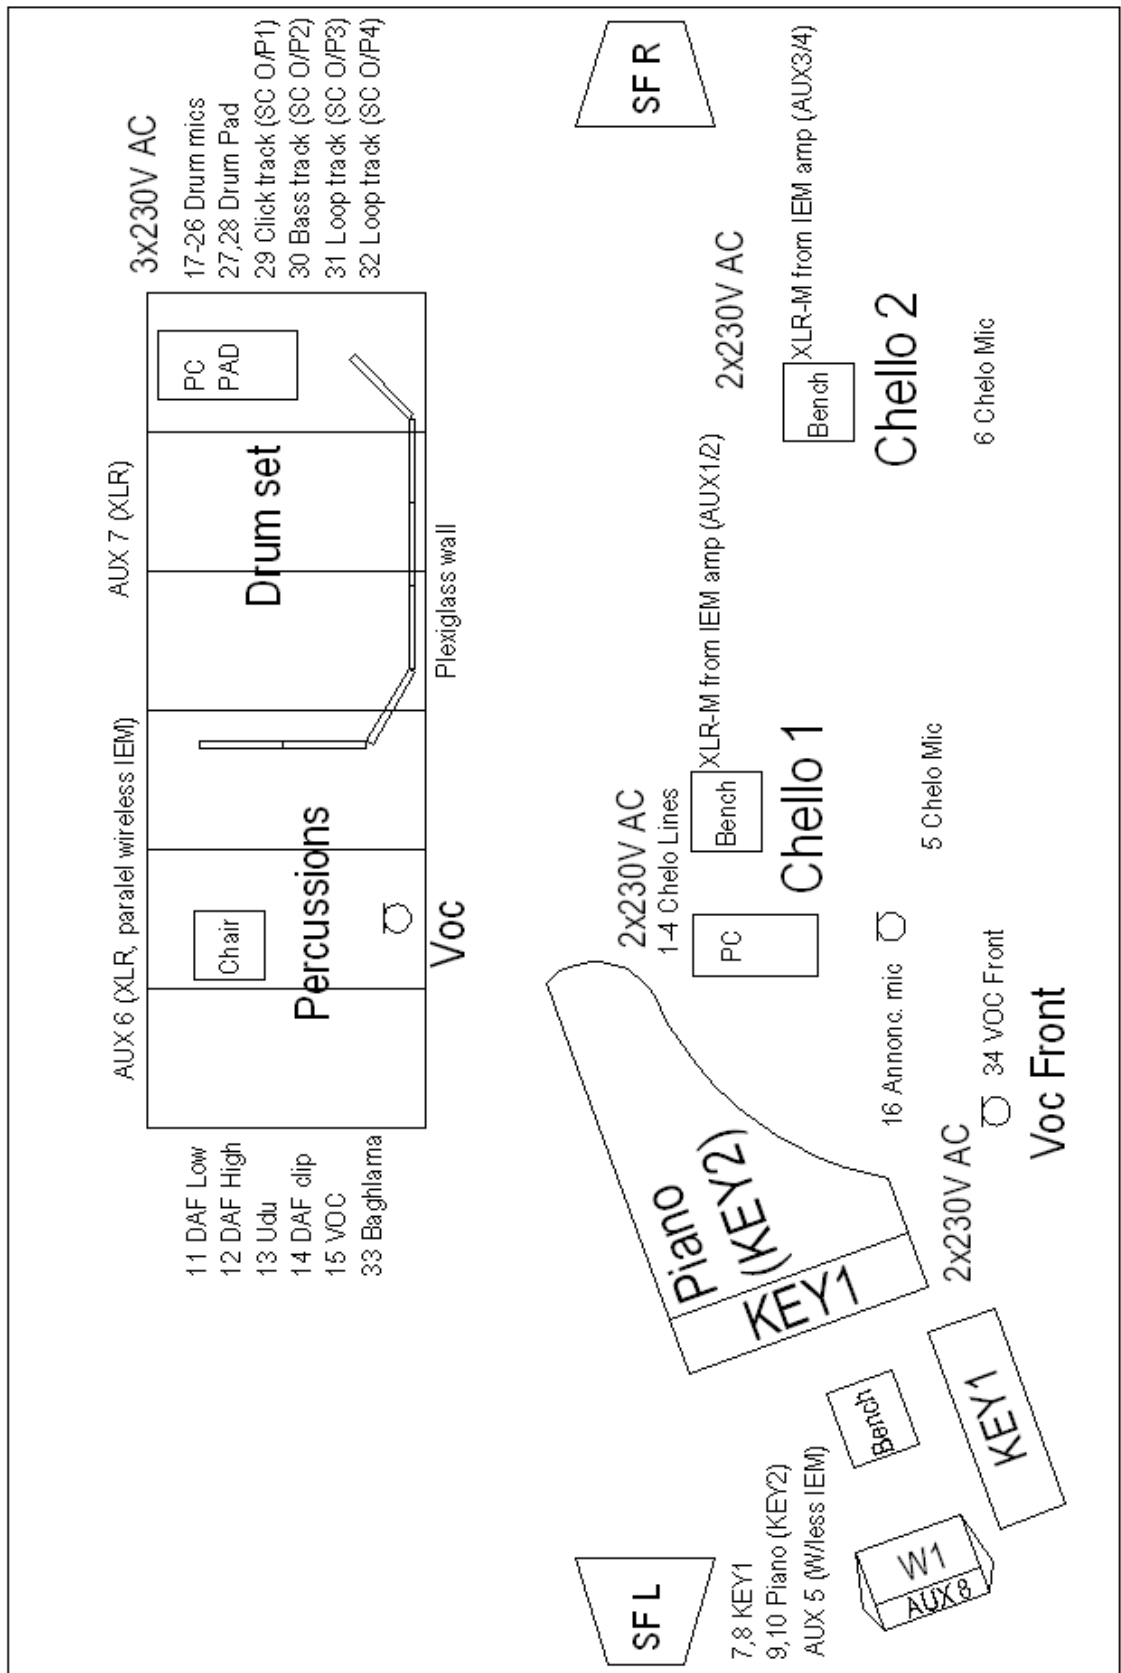 AUX 6 (XLR, paralel wireless IEM)
AUX 7 (XLR)
3x230V AC
11 DAF Low
12 DAF High
13 Udu
14 DAF clip
15 VOC
33 Baghlama
Chair
Percussions
Voc
Drum set
Plexiglass wall
PC
PAD
17-26 Drum mics
27,28 Drum Pad
29 Click track (SC O/P1)
30 Bass track (SC O/P2)
31 Loop track (SC O/P3)
32 Loop track (SC O/P4)
SF L
SF R
7,8 KEY1
9,10 Piano (KEY2)
AUX 5 (W/less IEM)
W1
AUX 8
Bench
KEY1
Piano
(KEY2)
KEY1
2x230V AC
16 Annonc. mic
34 VOC Front
Voc Front
2x230V AC
1-4 Chelo Lines
PC
Bench
XLR-M from IEM amp (AUX1/2)
Chello 1
5 Chelo Mic
2x230V AC
Bench
XLR-M from IEM amp (AUX3/4)
Chello 2
6 Chelo Mic